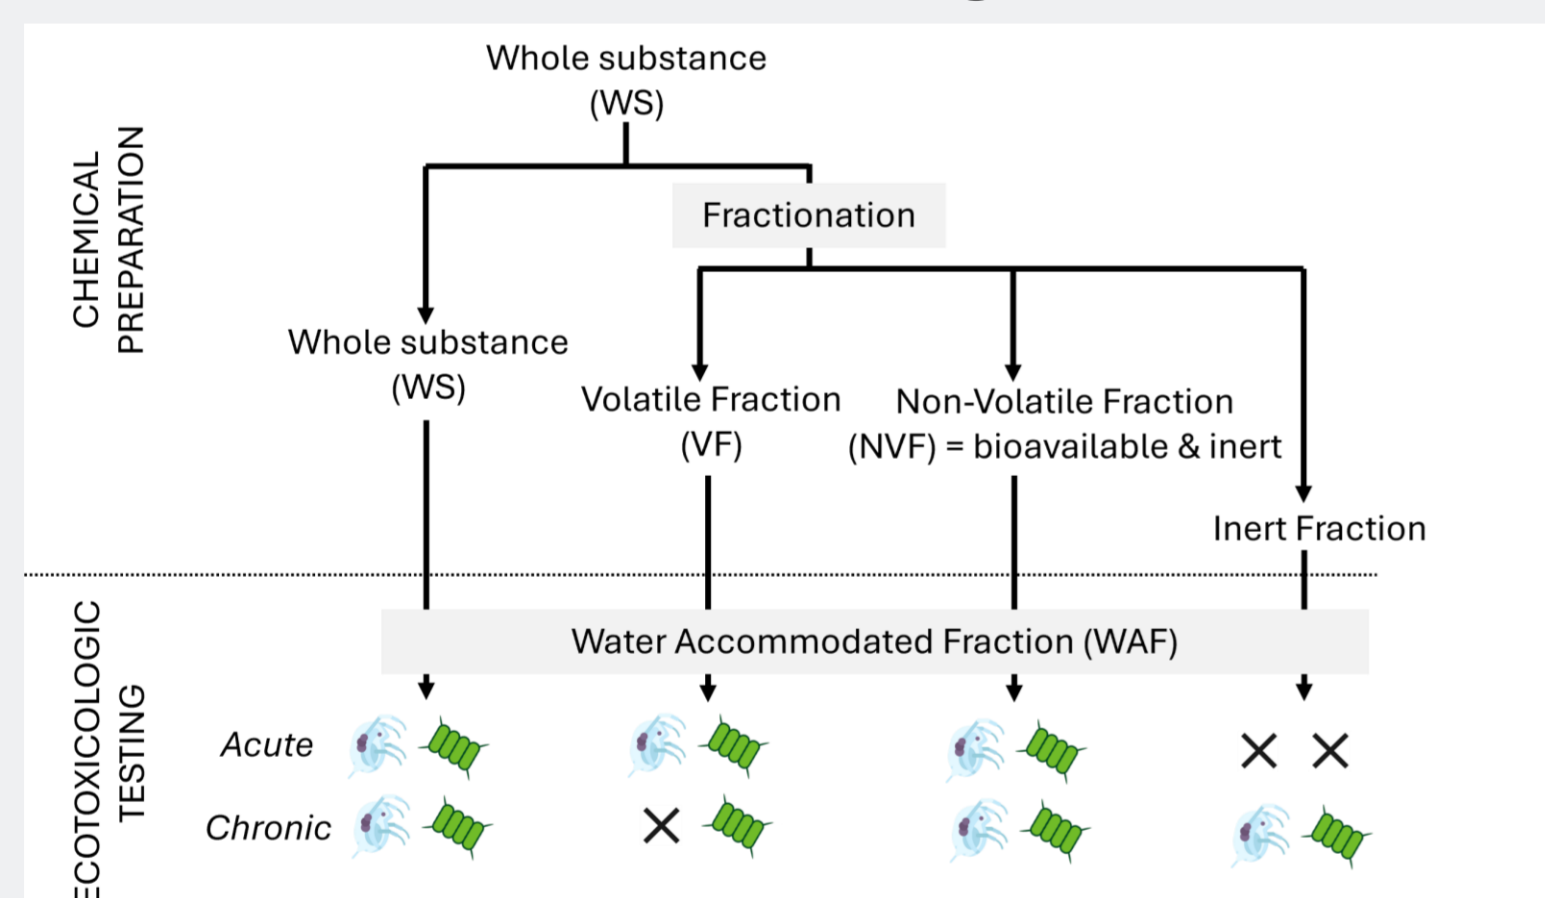 Whole substance
(WS)
CHEMICAL
PREPARATION
Fractionation
Whole substance
(WS)
Volatile Fraction
(VF)
Non-Volatile Fraction
(NVF) = bioavailable & inert
Inert Fraction
ECOTOXICOLOGIC
TESTING
Water Accommodated Fraction (WAF)
Acute
Chronic